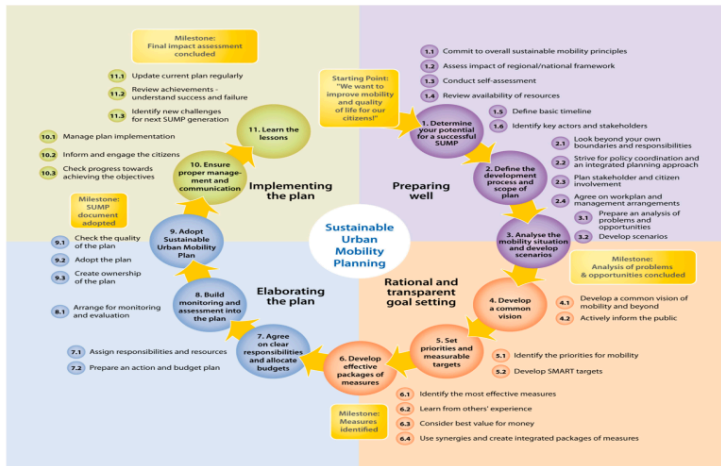 Milestone:
Final impact assessment
concluded
11.1 Update current plan regularly
11.2 Review achievements -
understand success and failure
11.3 Identify new challenges
for next SUMP generation
10.1 Manage plan implementation
10.2 Inform and engage the citizens
10.3 Check progress towards
achieving the objectives
11. Learn the
lessons
10. Ensure
proper manage-
ment and
communication
Implementing
the plan
Starting Point:
"We want to
improve mobility
and quality
of life for our
citizens!"
1.1 Commit to overall sustainable mobility principles
1.2 Assess impact of regional/national framework
1.3 Conduct self-assessment
1.4 Review availability of resources
1.5 Define basic timeline
1.6 Identify key actors and stakeholders
1. Determine
your potential
for a successful
SUMP
2.1 Look beyond your own
boundaries and responsibilities
2.2 Strive for policy coordination and
an integrated planning approach
2.3 Plan stakeholder and citizen
involvement
2.4 Agree on workplan and
management arrangements
2. Define the
development
process and
scope of
plan
Preparing
well
3.1 Prepare an analysis of
problems and
opportunities
3.2 Develop scenarios
3. Analyse the
mobility situation
and develop
scenarios
Milestone:
Analysis of problems
& opportunities concluded
Sustainable
Urban
Mobility
Planning
Rational and
transparent
goal setting
4. Develop
a common
vision
4.1 Develop a common vision of
mobility and beyond
4.2 Actively inform the public
5. Set
priorities and
measurable
targets
5.1 Identify the priorities for mobility
5.2 Develop SMART targets
6. Develop
effective
packages of
measures
6.1 Identify the most effective measures
6.2 Learn from others' experience
6.3 Consider best value for money
6.4 Use synergies and create integrated packages of measures
Milestone:
Measures
identified
Elaborating
the plan
7. Agree
on clear
responsibilities
and allocate
budgets
7.1 Assign responsibilities and resources
7.2 Prepare an action and budget plan
8. Build
monitoring and
assessment into
the plan
8.1 Arrange for monitoring
and evaluation
9. Adopt
Sustainable
Urban Mobility
Plan
9.1 Check the quality
of the plan
9.2 Adopt the plan
9.3 Create ownership
of the plan
Milestone:
SUMP
document
adopted